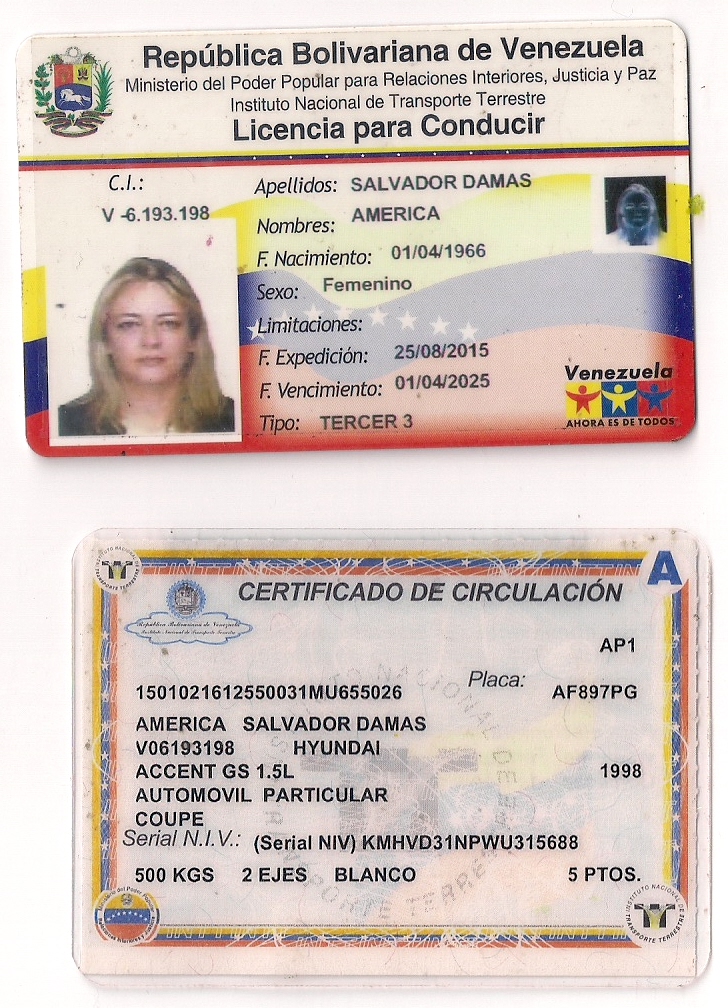 República Bolivariana de Venezuela
Ministerio del Poder Popular para Relaciones Interiores, Justicia y Paz
Instituto Nacional de Transporte Terrestre
Licencia para Conducir
C.I.:
V -6.193.198
Apellidos: SALVADOR DAMAS
Nombres: AMERICA
F. Nacimiento: 01/04/1966
Sexo: Femenino
Limitaciones:
F. Expedición: 25/08/2015
F. Vencimiento: 01/04/2025
Tipo: TERCER 3
Venezuela
AHORA ES DE TODOS
INSTITUTO NACIONAL DE TRANSPORTE TERRESTRE
A
CERTIFICADO DE CIRCULACIÓN
República Bolivariana de Venezuela
Instituto Nacional de Transporte Terrestre
AP1
Placa:
1501021612550031MU655026 AF897PG
AMERICA SALVADOR DAMAS
V06193198 HYUNDAI
ACCENT GS 1.5L 1998
AUTOMOVIL PARTICULAR
COUPE
Serial N.I.V.: (Serial NIV) KMHVD31NPWU315688
500 KGS 2 EJES BLANCO 5 PTOS.
INSTITUTO NACIONAL DE TRANSPORTE TERRESTRE